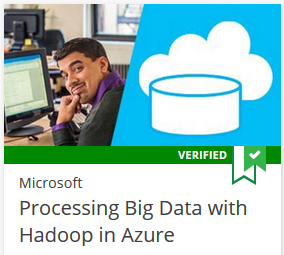 VERIFIED
Microsoft
Processing Big Data with
Hadoop in Azure